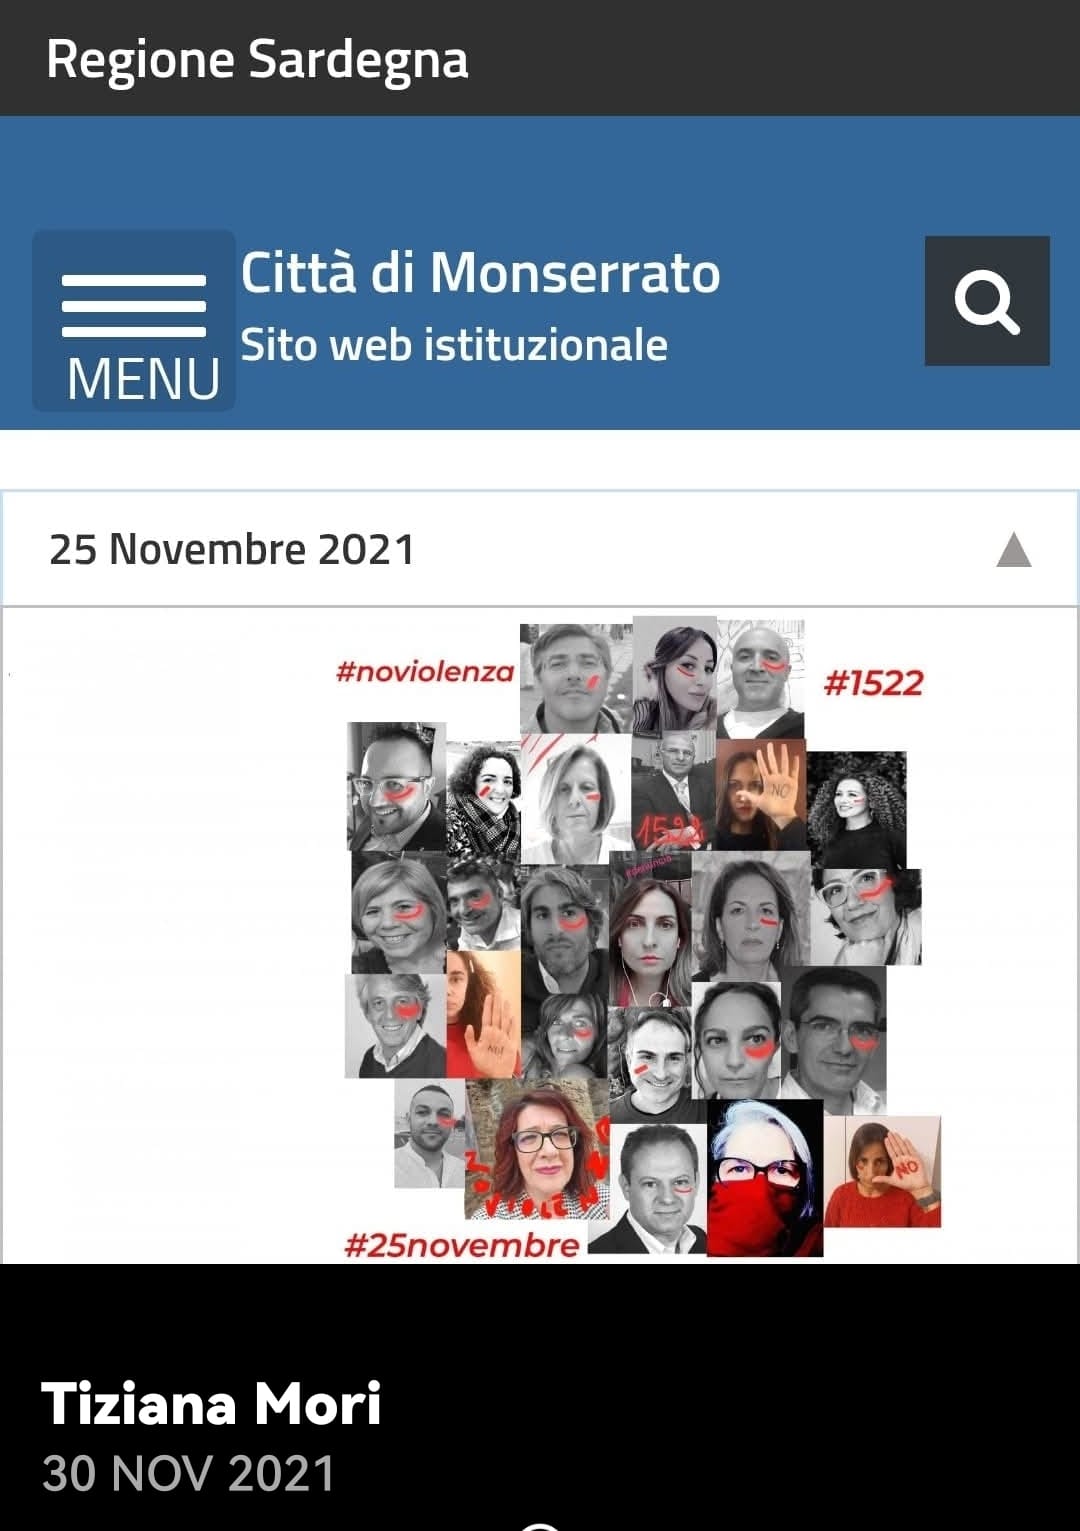 Regione Sardegna
MENU
Città di Monserrato
Sito web istituzionale
25 Novembre 2021
#noviolenza
#1522
NO
1522
#denuncia
NO!
NO
#25novembre
Tiziana Mori
30 NOV 2021